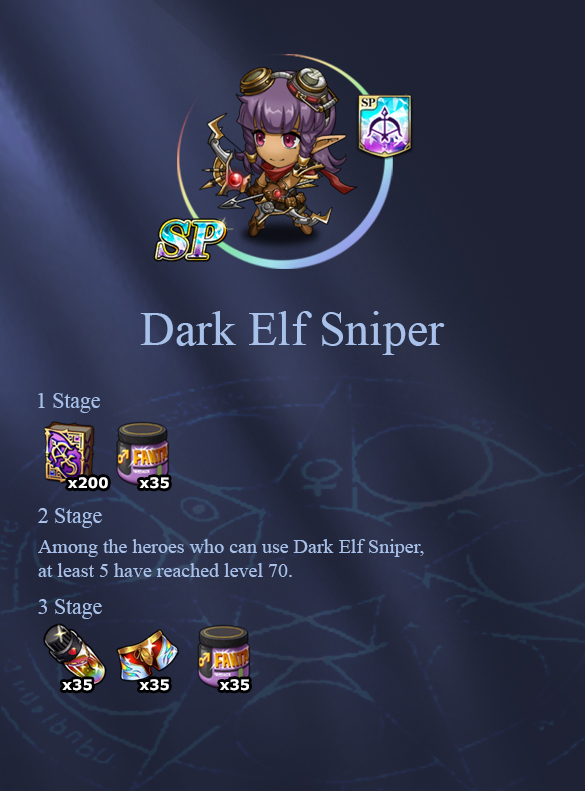 SP
SP
Dark Elf Sniper
1 Stage
x200
x35
2 Stage
Among the heroes who can use Dark Elf Sniper,
at least 5 have reached level 70.
3 Stage
x35
x35
x35